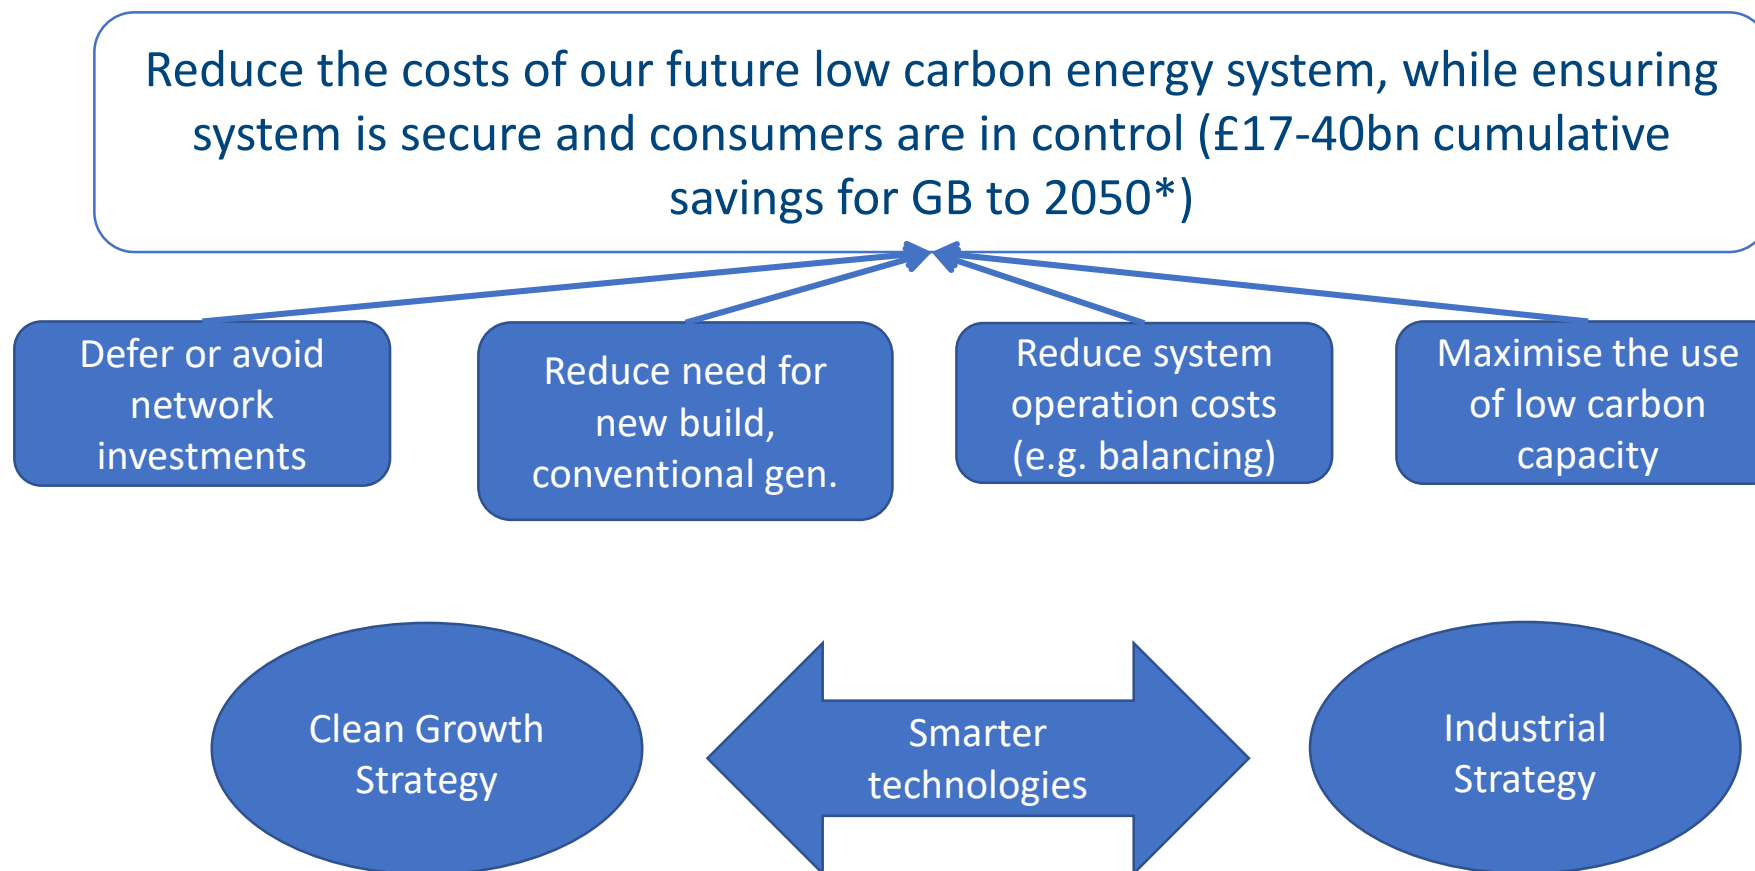 Reduce the costs of our future low carbon energy system, while ensuring
system is secure and consumers are in control (£17-40bn cumulative
savings for GB to 2050*)
Defer or avoid
network
investments
Reduce need for
new build,
conventional gen.
Reduce system
operation costs
(e.g. balancing)
Maximise the use
of low carbon
capacity
Clean Growth
Strategy
Smarter
technologies
Industrial
Strategy